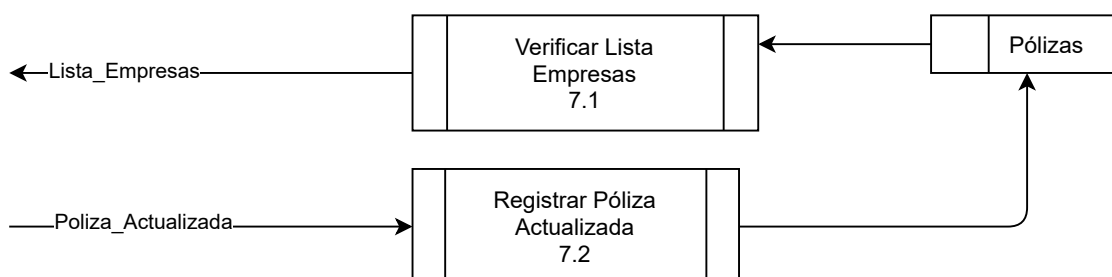 Verificar Lista
Empresas
7.1
Pólizas
Lista_Empresas
Registrar Póliza
Actualizada
7.2
Poliza_Actualizada